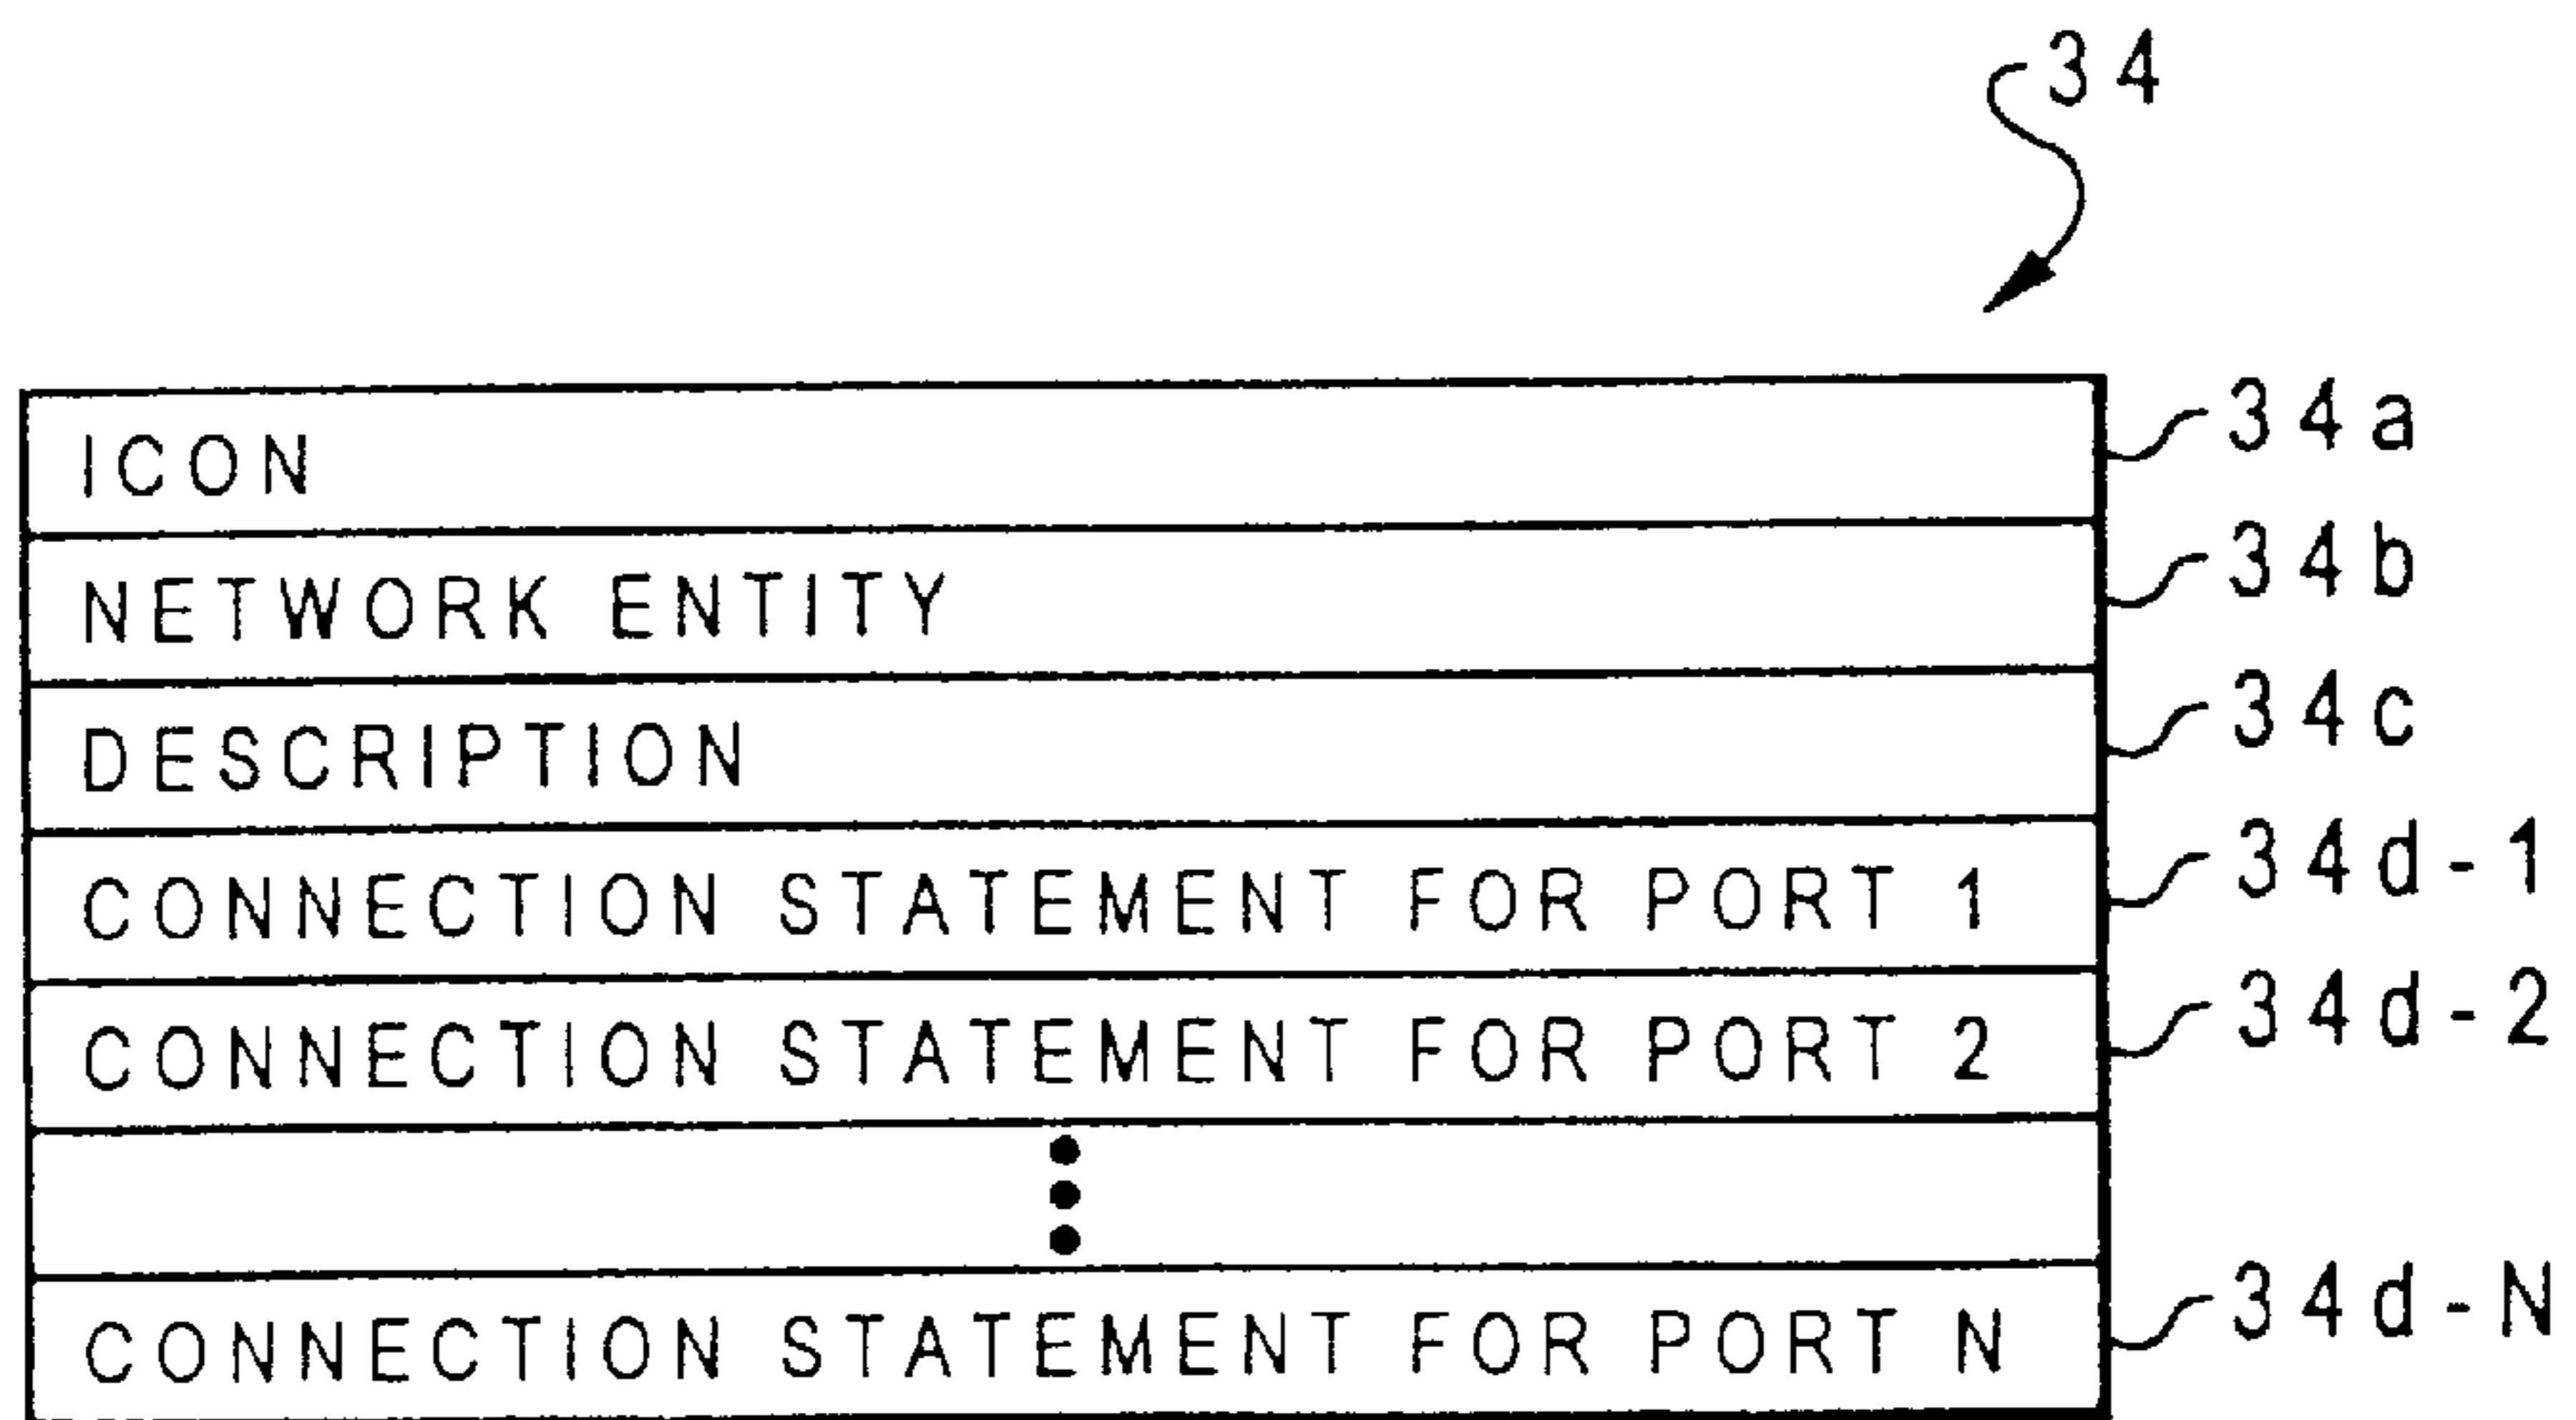 34
ICON 34a
NETWORK ENTITY 34b
DESCRIPTION 34c
CONNECTION STATEMENT FOR PORT 1 34d-1
CONNECTION STATEMENT FOR PORT 2 34d-2
CONNECTION STATEMENT FOR PORT N 34d-N